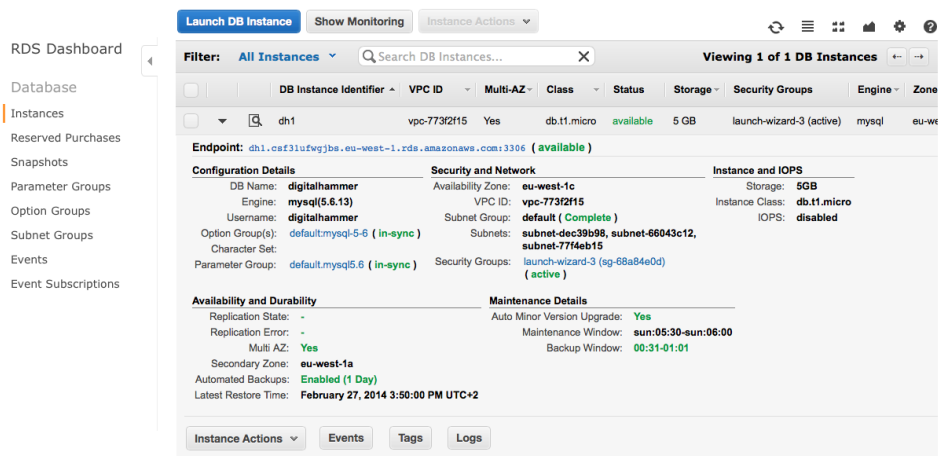 Launch DB Instance Show Monitoring Instance Actions
RDS Dashboard
Filter: All Instances Search DB Instances... Viewing 1 of 1 DB Instances
Database
Instances
Reserved Purchases
Snapshots
Parameter Groups
Option Groups
Subnet Groups
Events
Event Subscriptions
DB Instance Identifier VPC ID Multi-AZ Class Status Storage Security Groups Engine Zone
dh1 vpc-773f2f15 Yes db.t1.micro available 5 GB launch-wizard-3 (active) mysql eu-we
Endpoint: dh1.csf31ufwgjbs.eu-west-1.rds.amazonaws.com:3306 ( available )
Configuration Details
DB Name: digitalhammer
Engine: mysql(5.6.13)
Username: digitalhammer
Option Group(s): default:mysql-5-6 ( in-sync )
Character Set:
Parameter Group: default.mysql5.6 ( in-sync )
Security and Network
Availability Zone: eu-west-1c
VPC ID: vpc-773f2f15
Subnet Group: default ( Complete )
Subnets: subnet-dec39b98, subnet-66043c12,
subnet-77f4eb15
Security Groups: launch-wizard-3 (sg-68a84e0d)
( active )
Instance and IOPS
Storage: 5GB
Instance Class: db.t1.micro
IOPS: disabled
Availability and Durability
Replication State: -
Replication Error: -
Multi AZ: Yes
Secondary Zone: eu-west-1a
Automated Backups: Enabled (1 Day)
Latest Restore Time: February 27, 2014 3:50:00 PM UTC+2
Maintenance Details
Auto Minor Version Upgrade: Yes
Maintenance Window: sun:05:30-sun:06:00
Backup Window: 00:31-01:01
Instance Actions Events Tags Logs